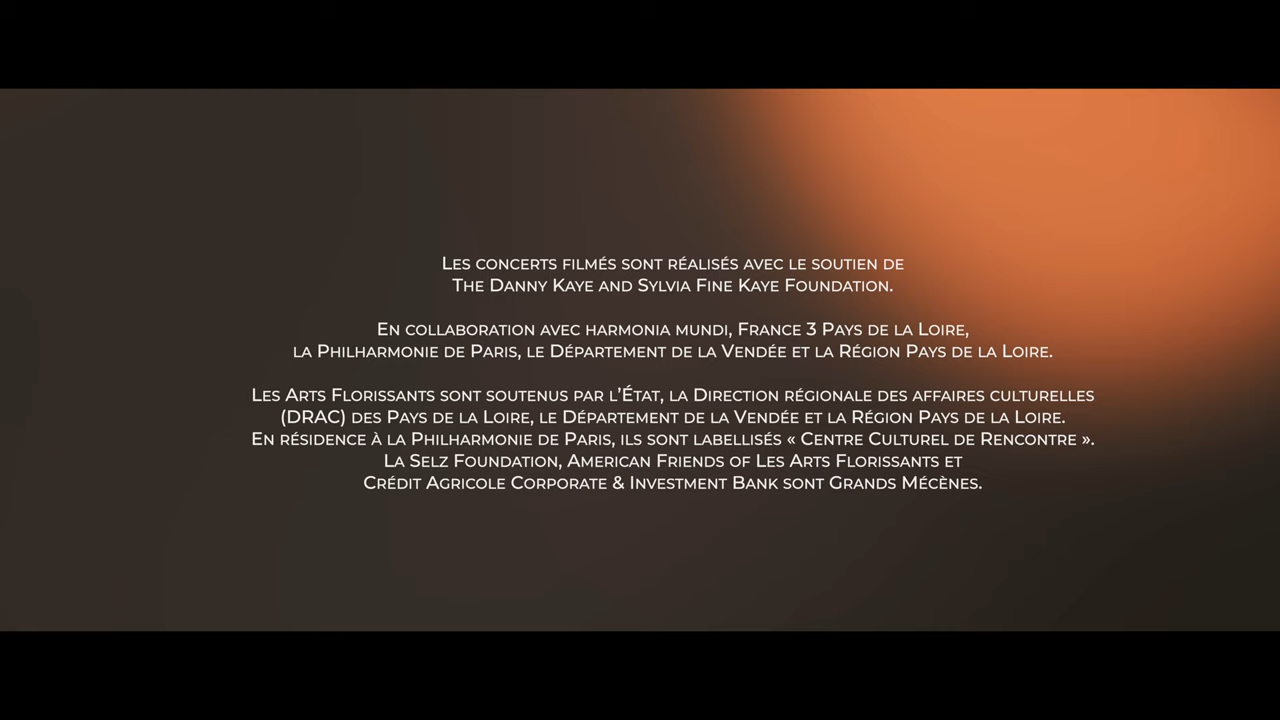 Les concerts filmés sont réalisés avec le soutien de
The Danny Kaye and Sylvia Fine Kaye Foundation.
En collaboration avec harmonia mundi, France 3 Pays de la Loire,
la Philharmonie de Paris, le Département de la Vendée et la Région Pays de la Loire.
Les Arts Florissants sont soutenus par l’État, la Direction régionale des affaires culturelles
(DRAC) des Pays de la Loire, le Département de la Vendée et la Région Pays de la Loire.
En résidence à la Philharmonie de Paris, ils sont labellisés « Centre Culturel de Rencontre ».
La Selz Foundation, American Friends of Les Arts Florissants et
Crédit Agricole Corporate & Investment Bank sont Grands Mécènes.